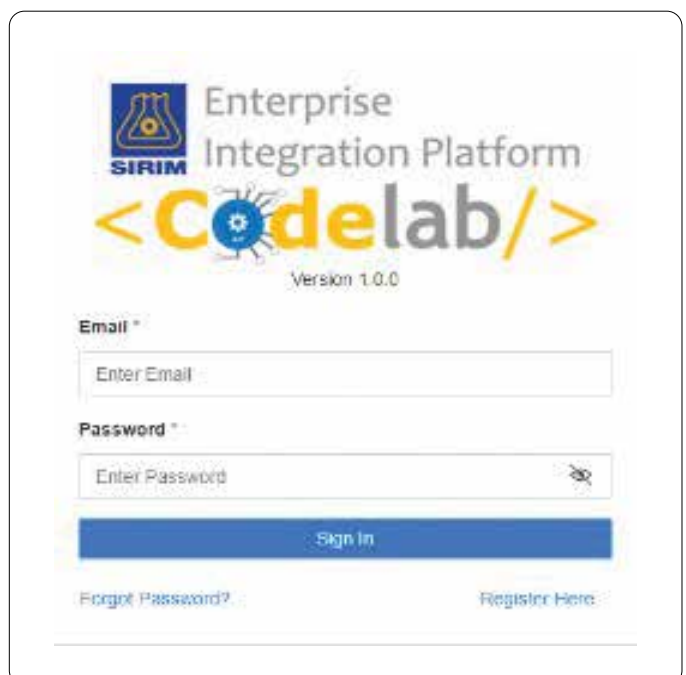 Enterprise
Integration Platform
SIRIM
<Codelab/>
Version 1.0.0
Email *
Enter Email
Password *
Enter Password
Sign In
Forgot Password?
Register Here